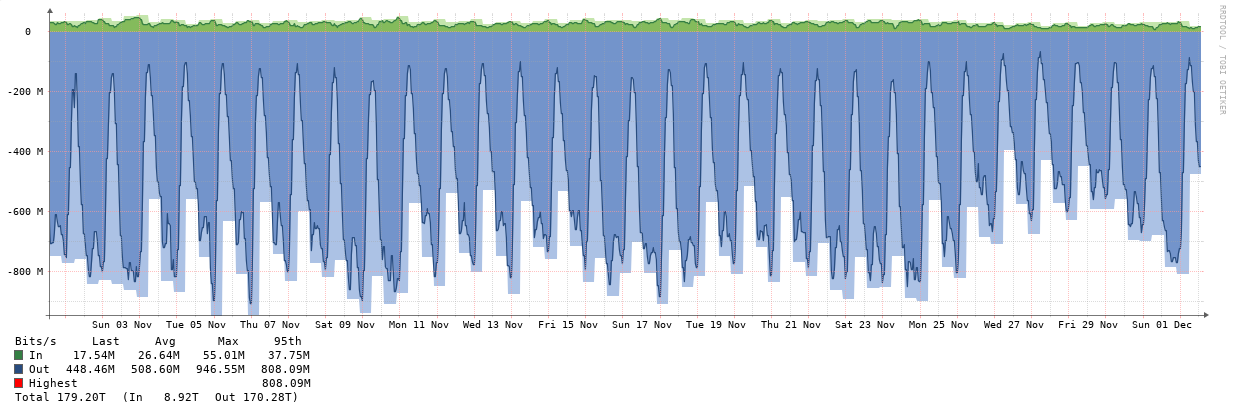 RRDTOOL / TOBI OETIKER
0
-200 M
-400 M
-600 M
-800 M
Sun 03 Nov Tue 05 Nov Thu 07 Nov Sat 09 Nov Mon 11 Nov Wed 13 Nov Fri 15 Nov Sun 17 Nov Tue 19 Nov Thu 21 Nov Sat 23 Nov Mon 25 Nov Wed 27 Nov Fri 29 Nov Sun 01 Dec
Bits/s Last Avg Max 95th
In 17.54M 26.64M 55.01M 37.75M
Out 448.46M 508.60M 946.55M 808.09M
Highest 808.09M
Total 179.20T (In 8.92T Out 170.28T)